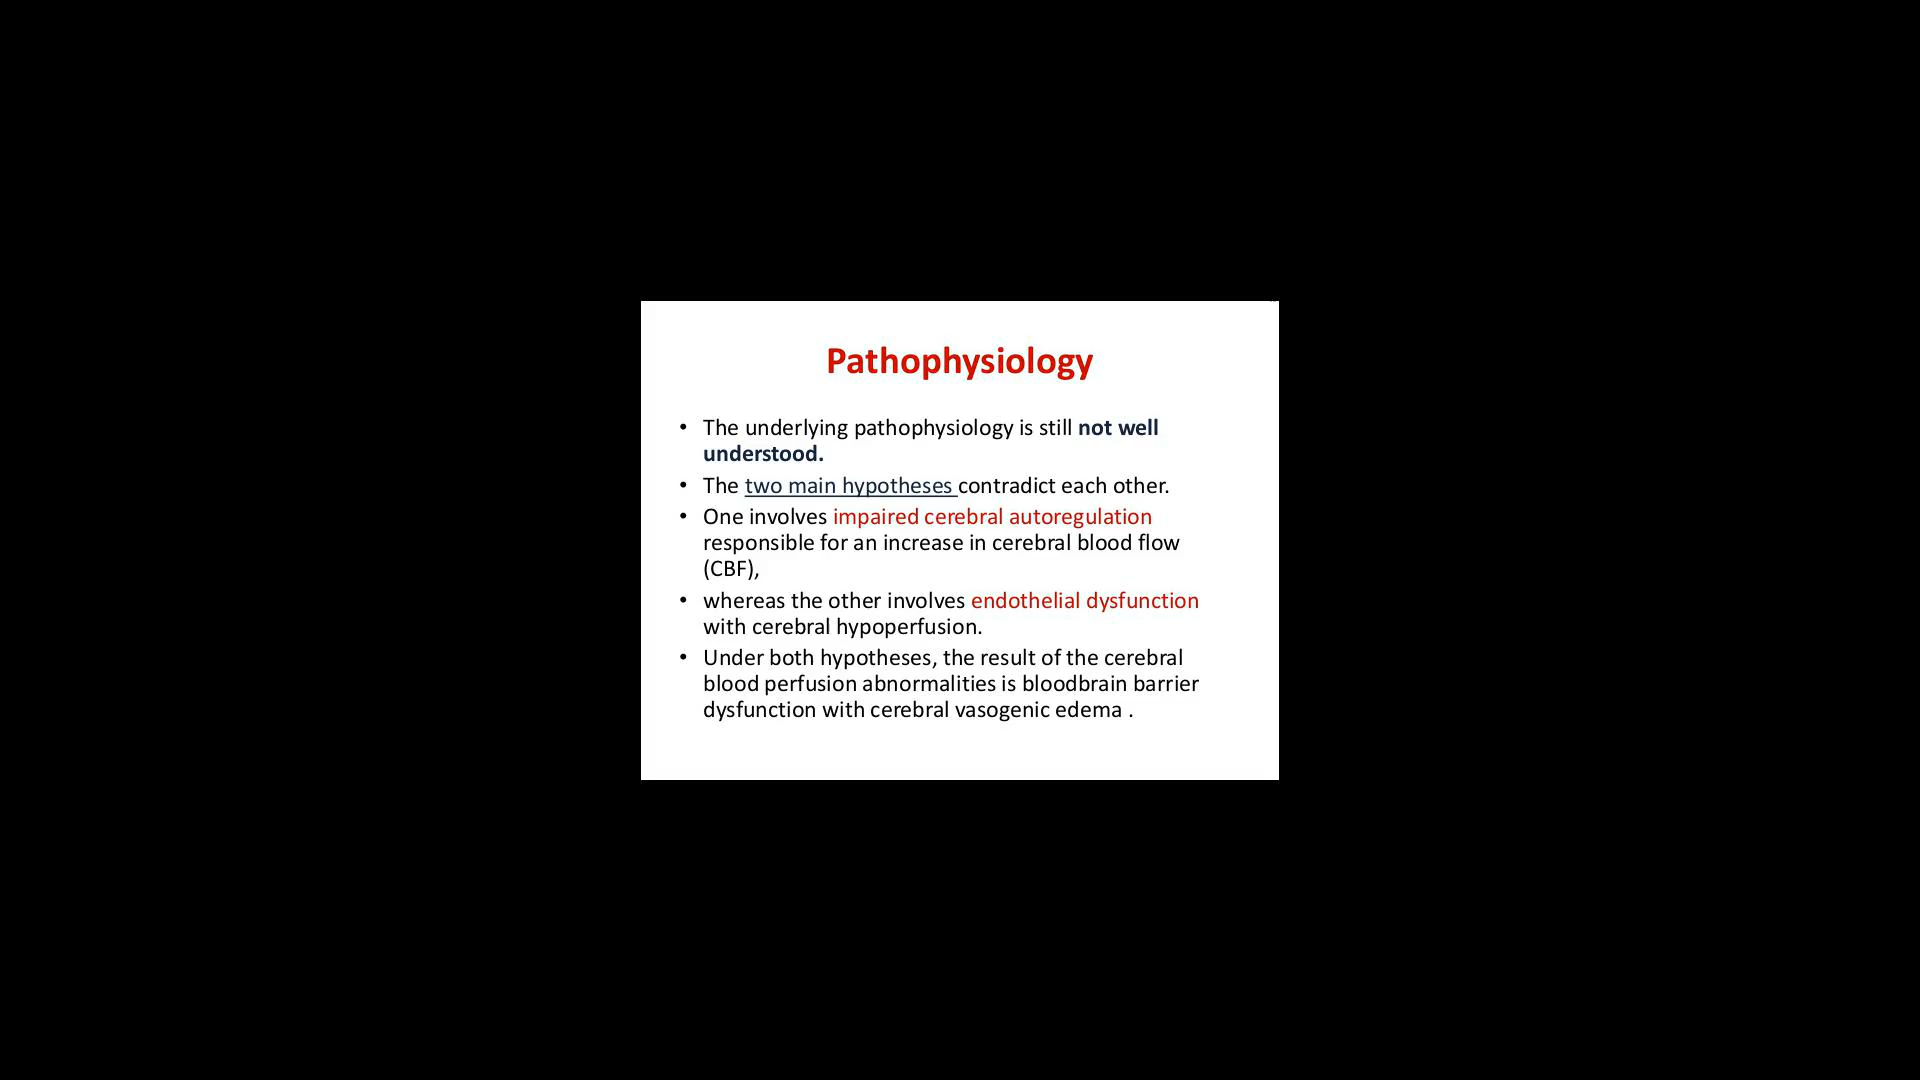 Pathophysiology
• The underlying pathophysiology is still not well
understood.
• The two main hypotheses contradict each other.
• One involves impaired cerebral autoregulation
responsible for an increase in cerebral blood flow
(CBF),
• whereas the other involves endothelial dysfunction
with cerebral hypoperfusion.
• Under both hypotheses, the result of the cerebral
blood perfusion abnormalities is bloodbrain barrier
dysfunction with cerebral vasogenic edema .